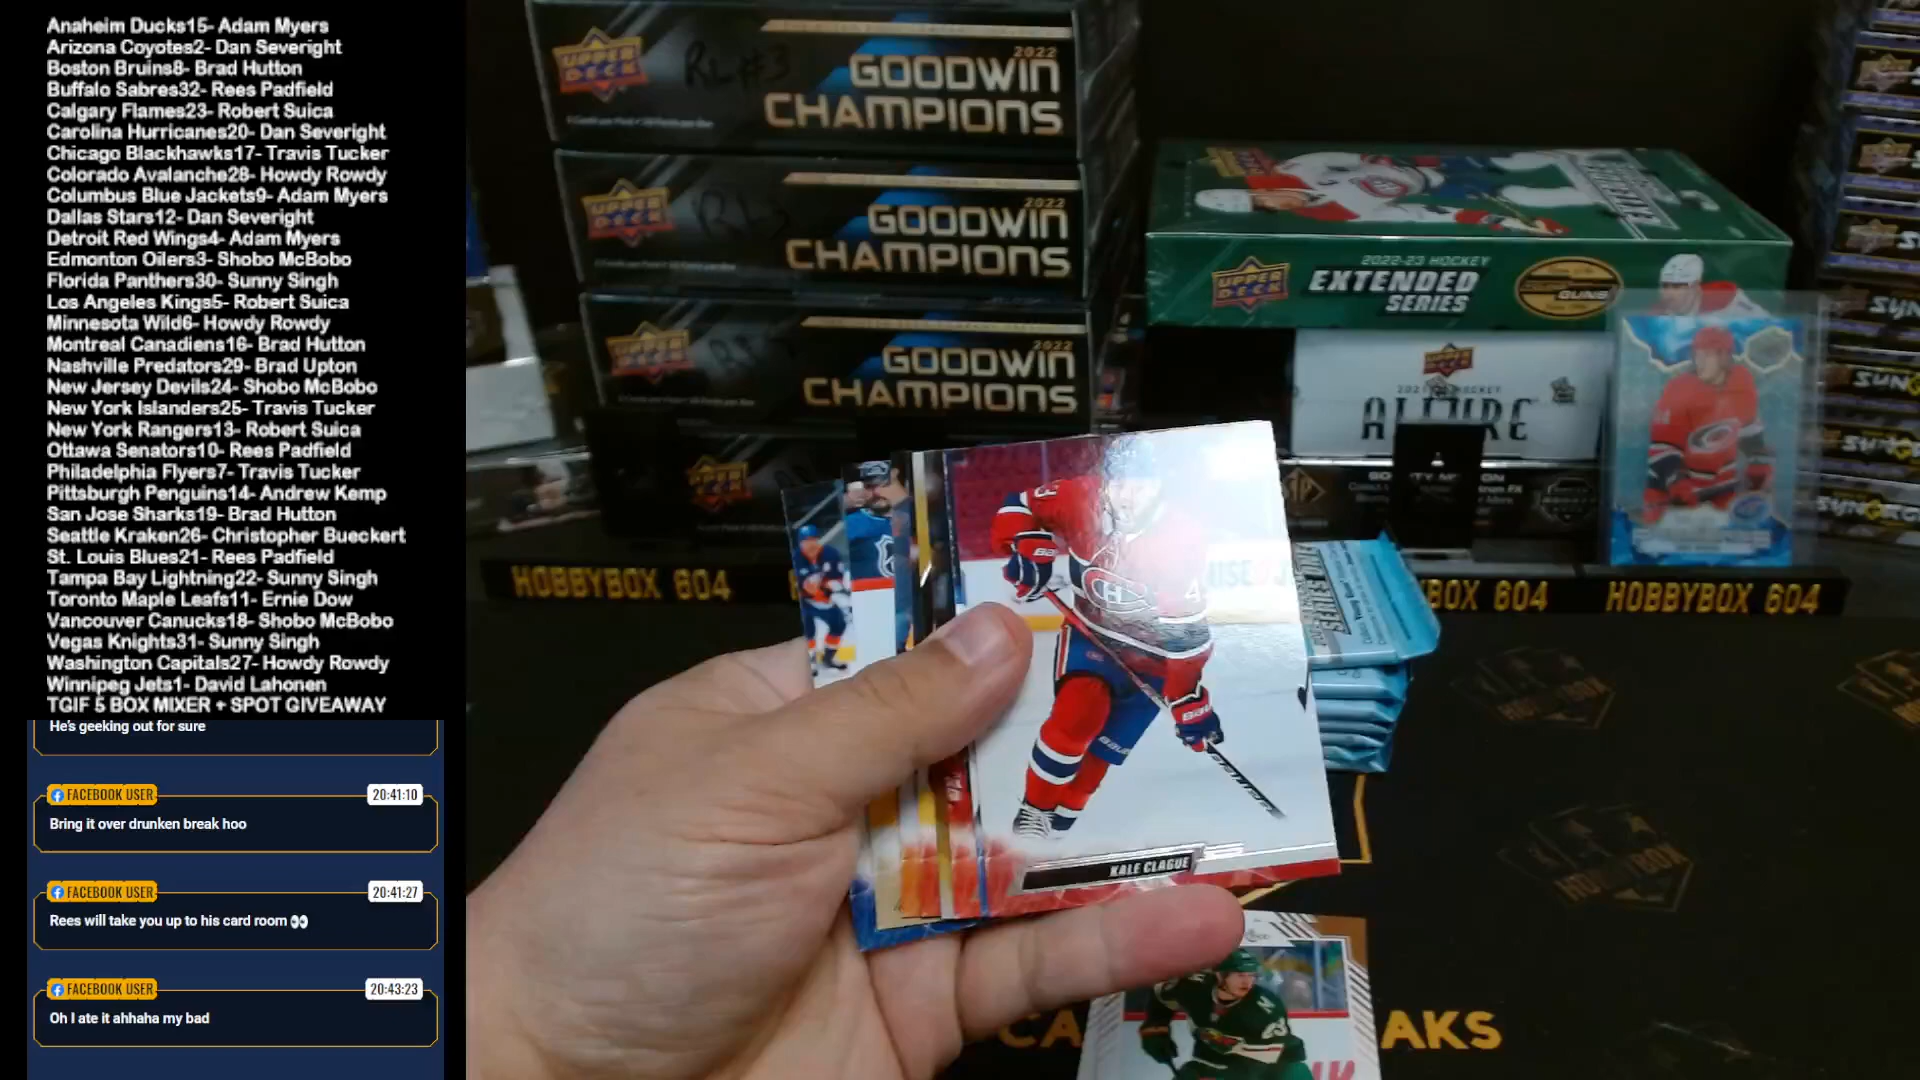 Anaheim Ducks15- Adam Myers
Arizona Coyotes2- Dan Severight
Boston Bruins8- Brad Hutton
Buffalo Sabres32- Rees Padfield
Calgary Flames23- Robert Suica
Carolina Hurricanes20- Dan Severight
Chicago Blackhawks17- Travis Tucker
Colorado Avalanche28- Howdy Rowdy
Columbus Blue Jackets9- Adam Myers
Dallas Stars12- Dan Severight
Detroit Red Wings4- Adam Myers
Edmonton Oilers3- Shobo McBobo
Florida Panthers30- Sunny Singh
Los Angeles Kings5- Robert Suica
Minnesota Wild6- Howdy Rowdy
Montreal Canadiens16- Brad Hutton
Nashville Predators29- Brad Upton
New Jersey Devils24- Shobo McBobo
New York Islanders25- Travis Tucker
New York Rangers13- Robert Suica
Ottawa Senators10- Rees Padfield
Philadelphia Flyers7- Travis Tucker
Pittsburgh Penguins14- Andrew Kemp
San Jose Sharks19- Brad Hutton
Seattle Kraken26- Christopher Bueckert
St. Louis Blues21- Rees Padfield
Tampa Bay Lightning22- Sunny Singh
Toronto Maple Leafs11- Ernie Dow
Vancouver Canucks18- Shobo McBobo
Vegas Knights31- Sunny Singh
Washington Capitals27- Howdy Rowdy
Winnipeg Jets1- David Lahonen
TGIF 5 BOX MIXER + SPOT GIVEAWAY
He's geeking out for sure
FACEBOOK USER 20:41:10
Bring it over drunken break hoo
FACEBOOK USER 20:41:27
Rees will take you up to his card room 👀
FACEBOOK USER 20:43:23
Oh I ate it ahhaha my bad
UPPER DECK RL#3 2022
GOODWIN
CHAMPIONS
UPPER DECK RL 2022
GOODWIN
CHAMPIONS
UPPER DECK 2022
GOODWIN
CHAMPIONS
2022-23 HOCKEY
UPPER DECK EXTENDED
SERIES
ALLURE
HOBBYBOX 604
BOX 604
HOBBYBOX 604
KALE CLAGUE
CA
AKS